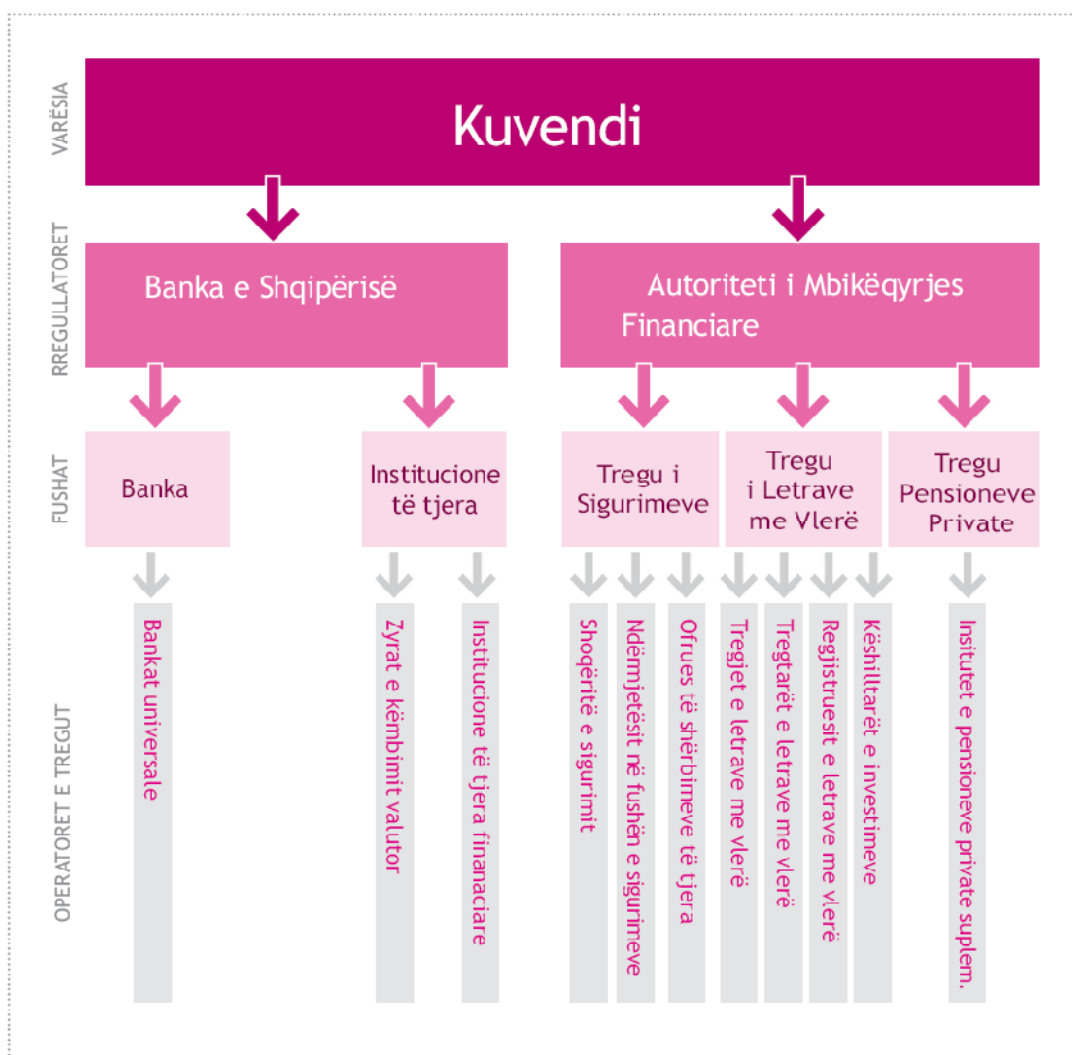 VARËSIA
Kuvendi
RREGULLATORET
Banka e Shqipërisë
Autoriteti i Mbikëqyrjes
Financiare
FUSHAT
Banka
Institucione
të tjera
Tregu i
Sigurimeve
Tregu
i Letrave
me Vlerë
Tregu
Pensioneve
Private
OPERATORET E TREGUT
Bankat universale
Zyrat e këmbimit valutor
Institucione të tjera finanaciare
Shoqëritë e sigurimit
Ndërmjetësit në fushën e sigurimeve
Ofrues të shërbimeve të tjera
Tregjet e letrave me vlerë
Tregtarët e letrave me vlerë
Regjistruesit e letrave me vlerë
Këshilltarët e investimeve
Insitutet e pensioneve private suplem.